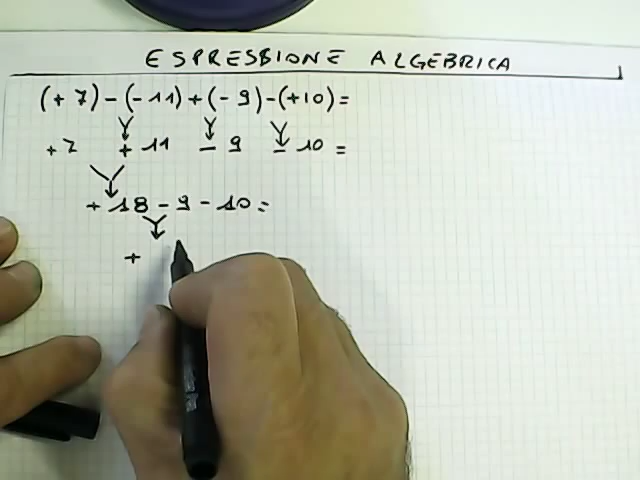 ESPRESSIONE ALGEBRICA
(+ 7) - (- 11) + (- 9) - (+10) =
+7 + 11 - 9 - 10 =
+ 18 - 9 - 10 =
+